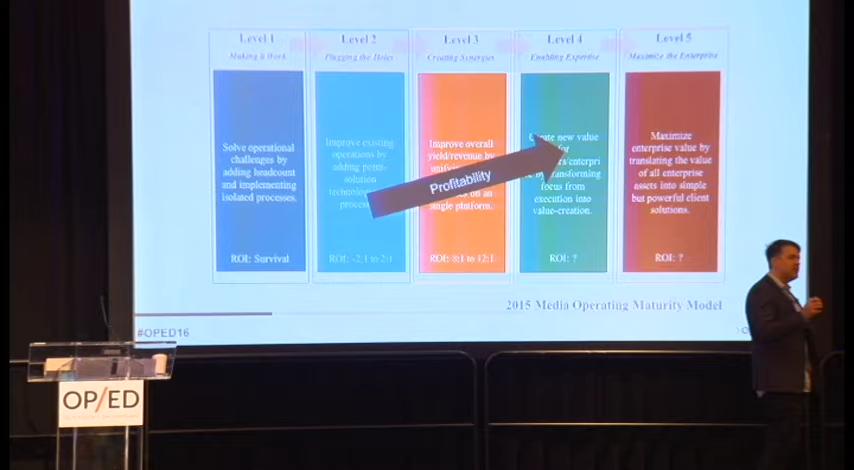 Level 1
Making it Work
Solve operational
challenges by
adding headcount
and implementing
isolated processes.
ROI: Survival
Level 2
Plugging the Holes
Improve existing
operations by
adding point-
solution
ROI: -2:1 to 2:1
Level 3
Creating Synergies
Improve overall
yield/revenue by
on an
single platform.
ROI: 8:1 to 12:1
Level 4
Enabling Expertise
Create new value
for
transforming
focus from
execution into
value-creation.
ROI: ?
Level 5
Maximize the Enterprise
Maximize
enterprise value by
translating the value
of all enterprise
assets into simple
but powerful client
solutions.
ROI: ?
Profitability
2015 Media Operating Maturity Model
#OPED16
OP/ED